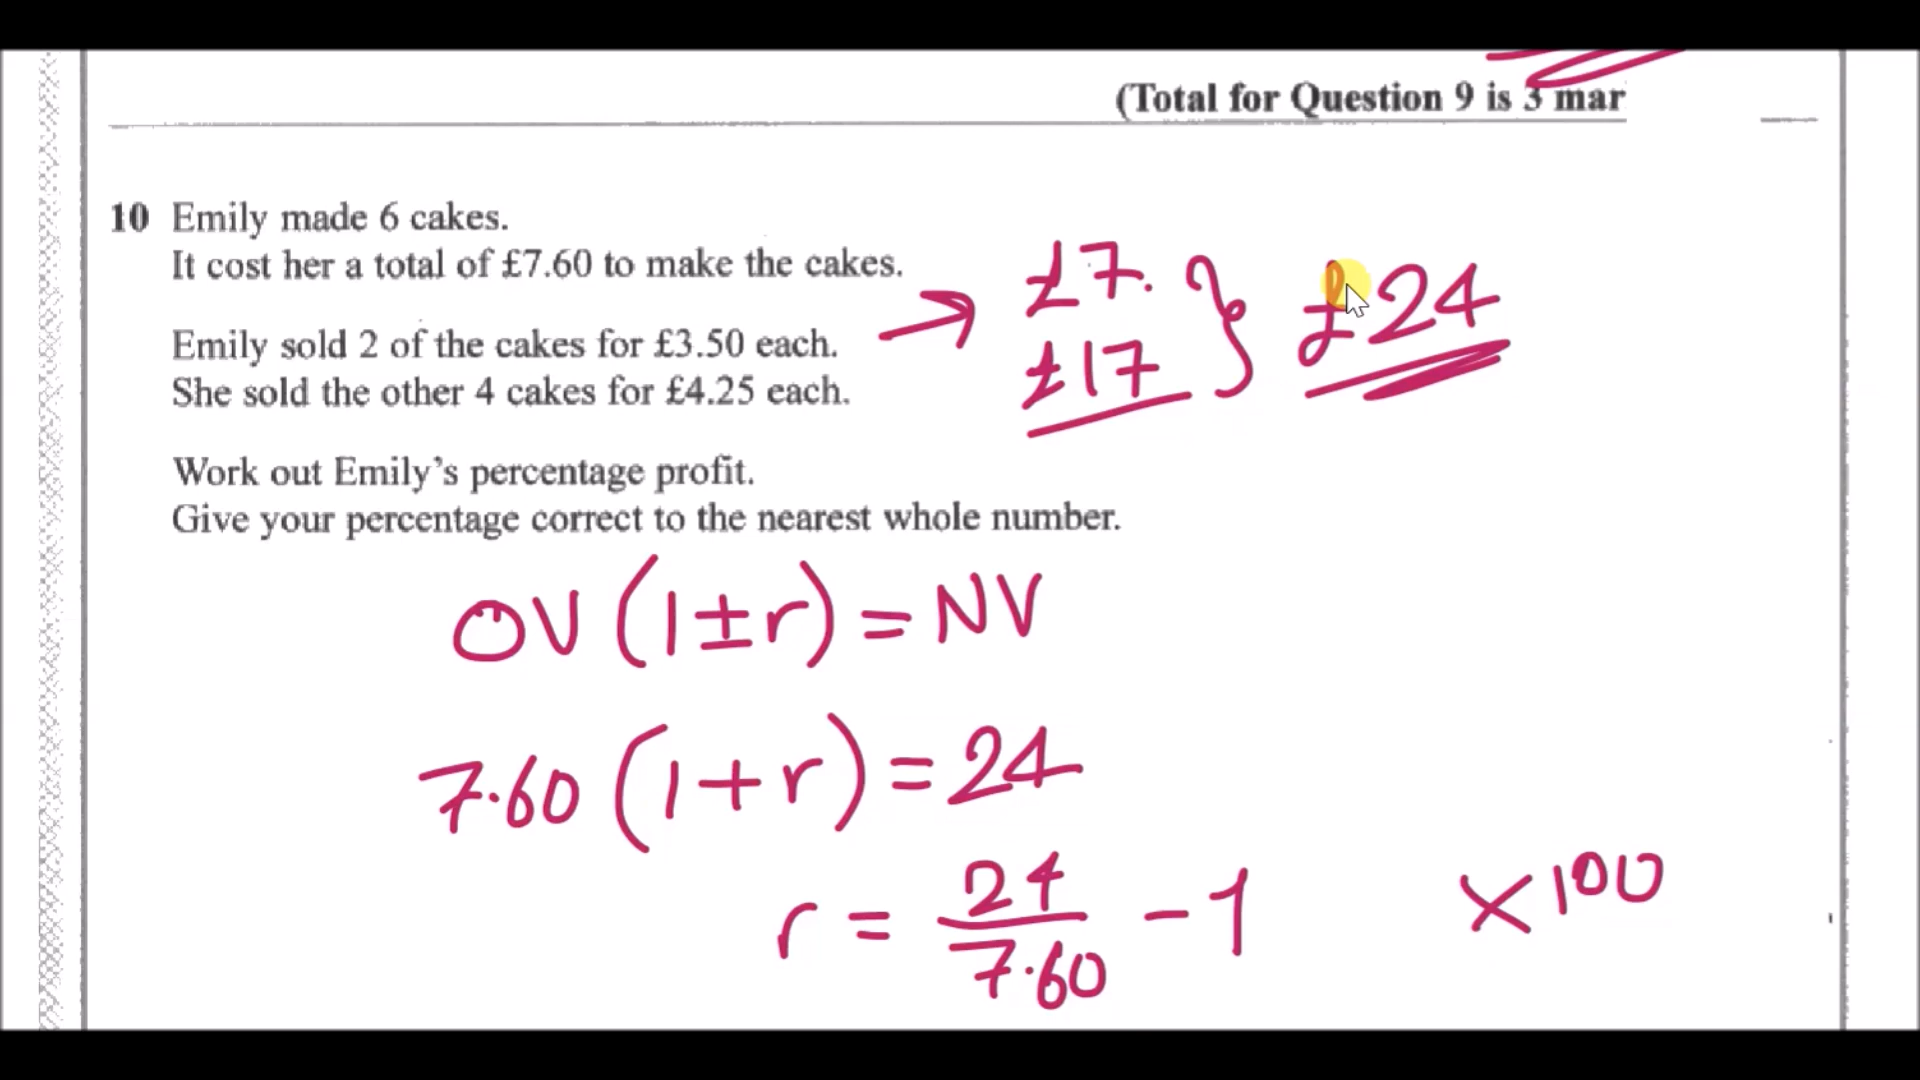 (Total for Question 9 is 3 mar
10 Emily made 6 cakes.
It cost her a total of £7.60 to make the cakes.
£7.
£24
Emily sold 2 of the cakes for £3.50 each.
£17
She sold the other 4 cakes for £4.25 each.
Work out Emily's percentage profit.
Give your percentage correct to the nearest whole number.
OV (1±r) = NV
7.60 (1+r) = 24
r = 24/7.60 - 1 ×100